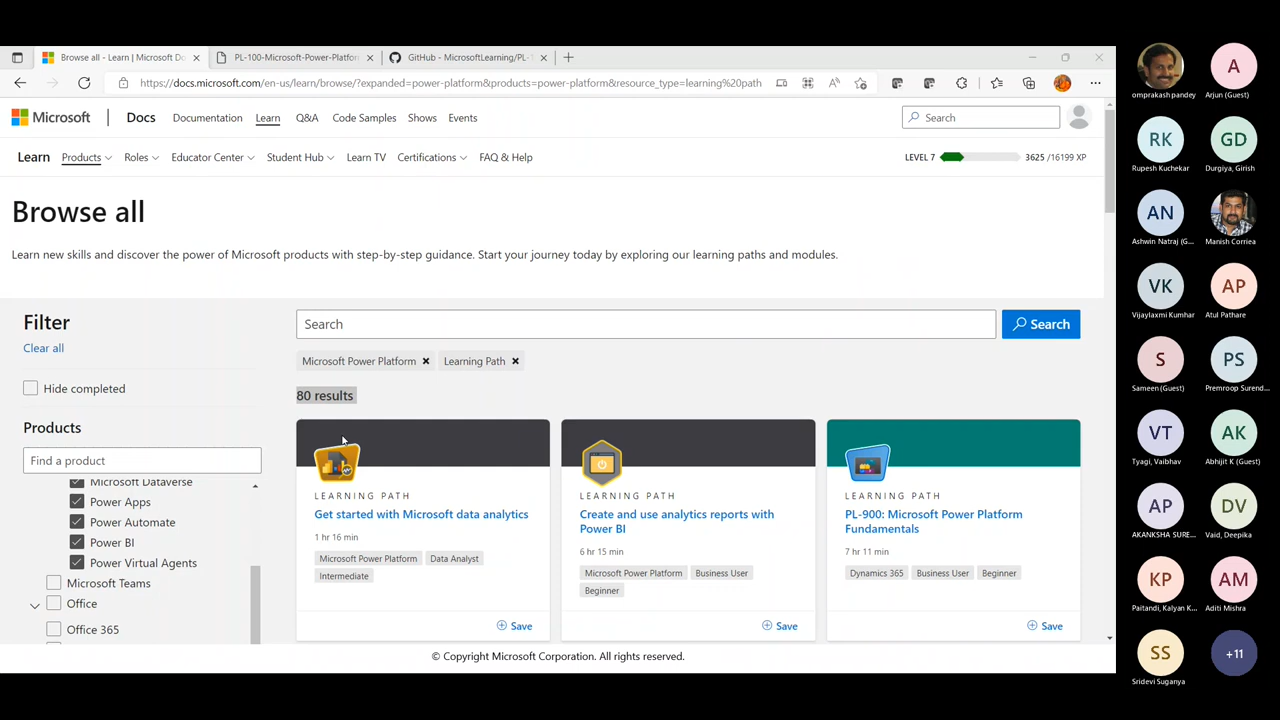 Browse all - Learn | Microsoft Do
PL-100-Microsoft-Power-Platfor
GitHub - MicrosoftLearning/PL-
https://docs.microsoft.com/en-us/learn/browse/?expanded=power-platform&products=power-platform&resource_type=learning%20path
Microsoft
Docs
Documentation
Learn
Q&A
Code Samples
Shows
Events
Search
Learn
Products
Roles
Educator Center
Student Hub
Learn TV
Certifications
FAQ & Help
LEVEL 7
3625 /16199 XP
Browse all
Learn new skills and discover the power of Microsoft products with step-by-step guidance. Start your journey today by exploring our learning paths and modules.
Filter
Clear all
Hide completed
Products
Find a product
Microsoft Dataverse
Power Apps
Power Automate
Power BI
Power Virtual Agents
Microsoft Teams
Office
Office 365
Search
Search
Microsoft Power Platform
Learning Path
80 results
LEARNING PATH
Get started with Microsoft data analytics
1 hr 16 min
Microsoft Power Platform
Data Analyst
Intermediate
Save
LEARNING PATH
Create and use analytics reports with
Power BI
6 hr 15 min
Microsoft Power Platform
Business User
Beginner
Save
LEARNING PATH
PL-900: Microsoft Power Platform
Fundamentals
7 hr 11 min
Dynamics 365
Business User
Beginner
Save
© Copyright Microsoft Corporation. All rights reserved.
omprakash pandey
A
Arjun (Guest)
RK
Rupesh Kuchekar
GD
Durgiya, Girish
AN
Ashwin Natraj (G...
Manish Corriea
VK
Vijaylaxmi Kumhar
AP
Atul Pathare
S
Sameen (Guest)
PS
Premroop Surend...
VT
Tyagi, Vaibhav
AK
Abhijit K (Guest)
AP
AKANKSHA SURE...
DV
Vaid, Deepika
KP
Paitandi, Kalyan K...
AM
Aditi Mishra
SS
Sridevi Suganya
+11